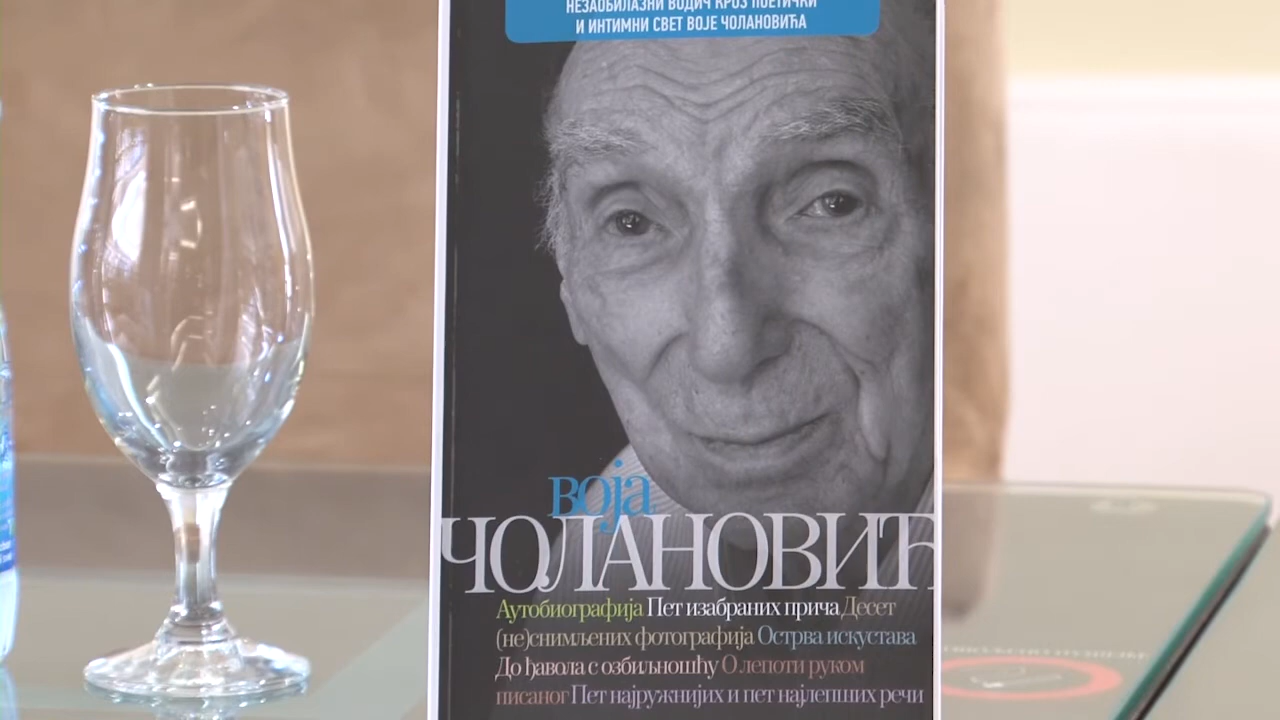 НЕЗАОБИЛАЗНИ ВОДИЧ КРОЗ ПОЕТИЧКИ
И ИНТИМНИ СВЕТ ВОЈЕ ЧОЛАНОВИЋА
воја
ЧОЛАНОВИЋ
Аутобиографија Пет изабраних прича Десет
(не)снимљених фотографија Острва искустава
До ђавола с озбиљношћу О лепоти руком
писаног Пет најружнијих и пет најлепших речи